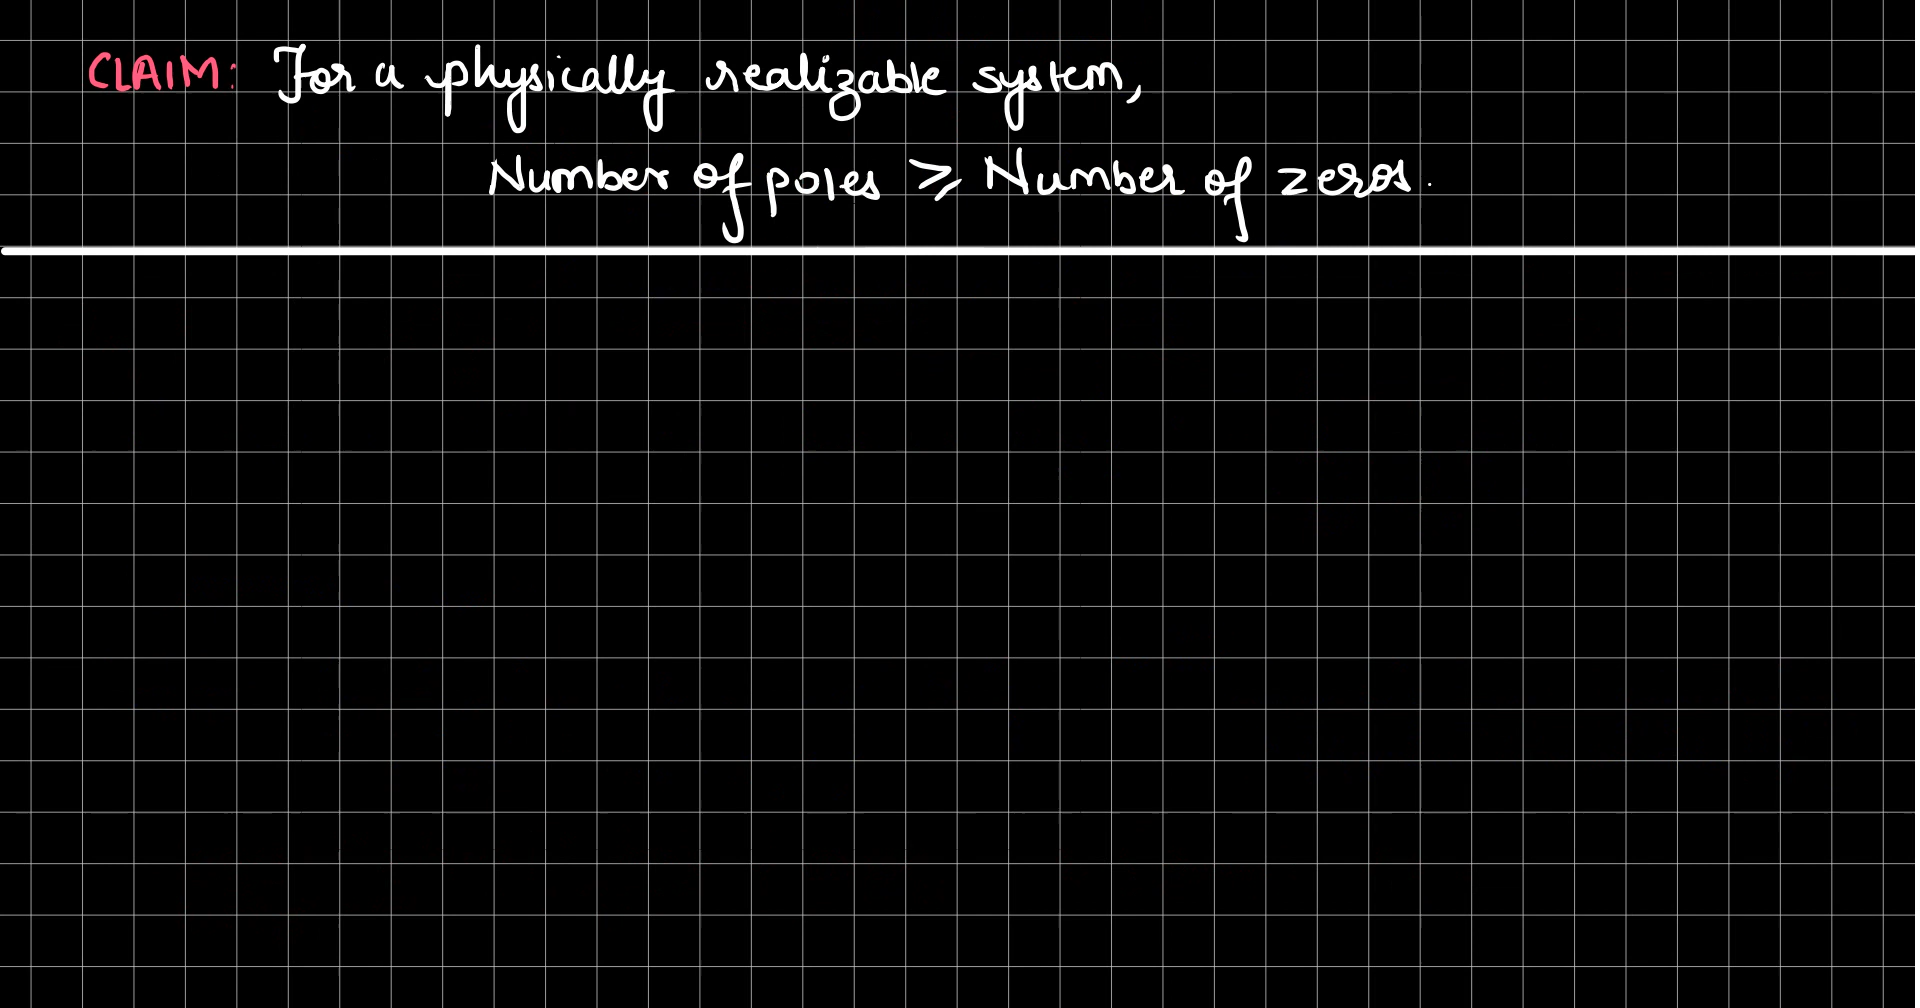 CLAIM: For a physically realizable system,
Number of poles ⩾ Number of zeros.